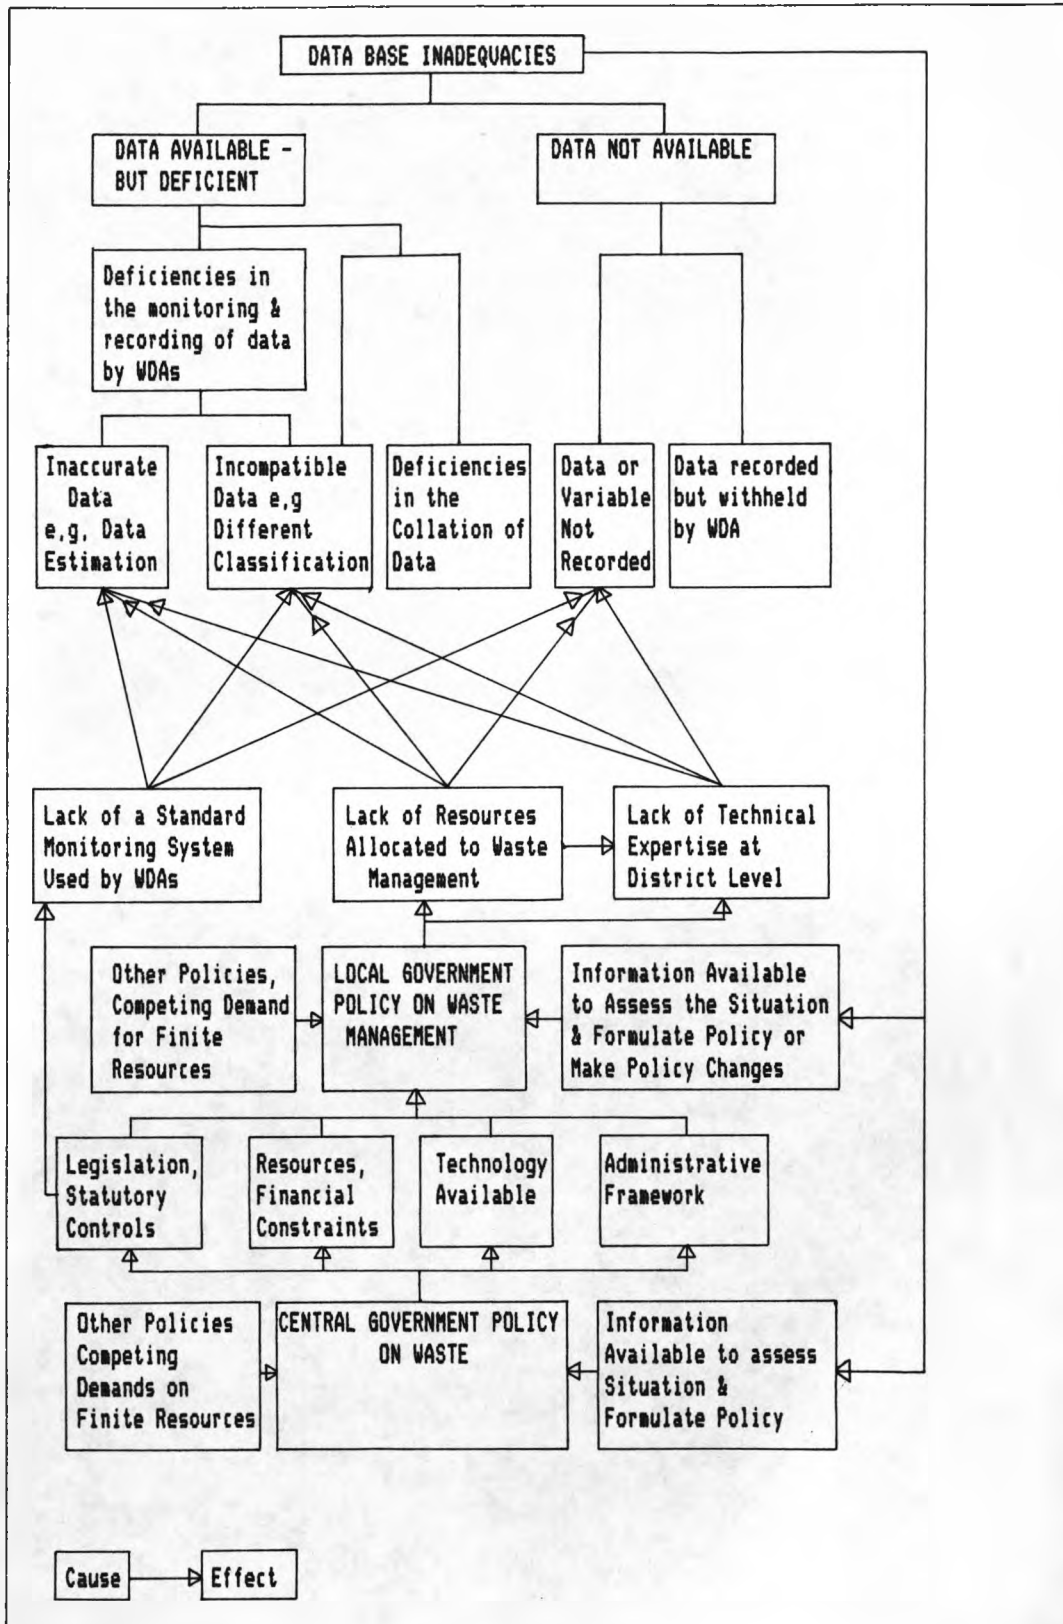 DATA BASE INADEQUACIES
DATA AVAILABLE -
BUT DEFICIENT
DATA NOT AVAILABLE
Deficiencies in
the monitoring &
recording of data
by WDAs
Inaccurate
Data
e.g. Data
Estimation
Incompatible
Data e.g
Different
Classification
Deficiencies
in the
Collation of
Data
Data or
Variable
Not
Recorded
Data recorded
but withheld
by WDA
Lack of a Standard
Monitoring System
Used by WDAs
Lack of Resources
Allocated to Waste
Management
Lack of Technical
Expertise at
District Level
Other Policies,
Competing Demand
for Finite
Resources
LOCAL GOVERNMENT
POLICY ON WASTE
MANAGEMENT
Information Available
to Assess the Situation
& Formulate Policy or
Make Policy Changes
Legislation,
Statutory
Controls
Resources,
Financial
Constraints
Technology
Available
Administrative
Framework
Other Policies
Competing
Demands on
Finite Resources
CENTRAL GOVERNMENT POLICY
ON WASTE
Information
Available to assess
Situation &
Formulate Policy
Cause
Effect